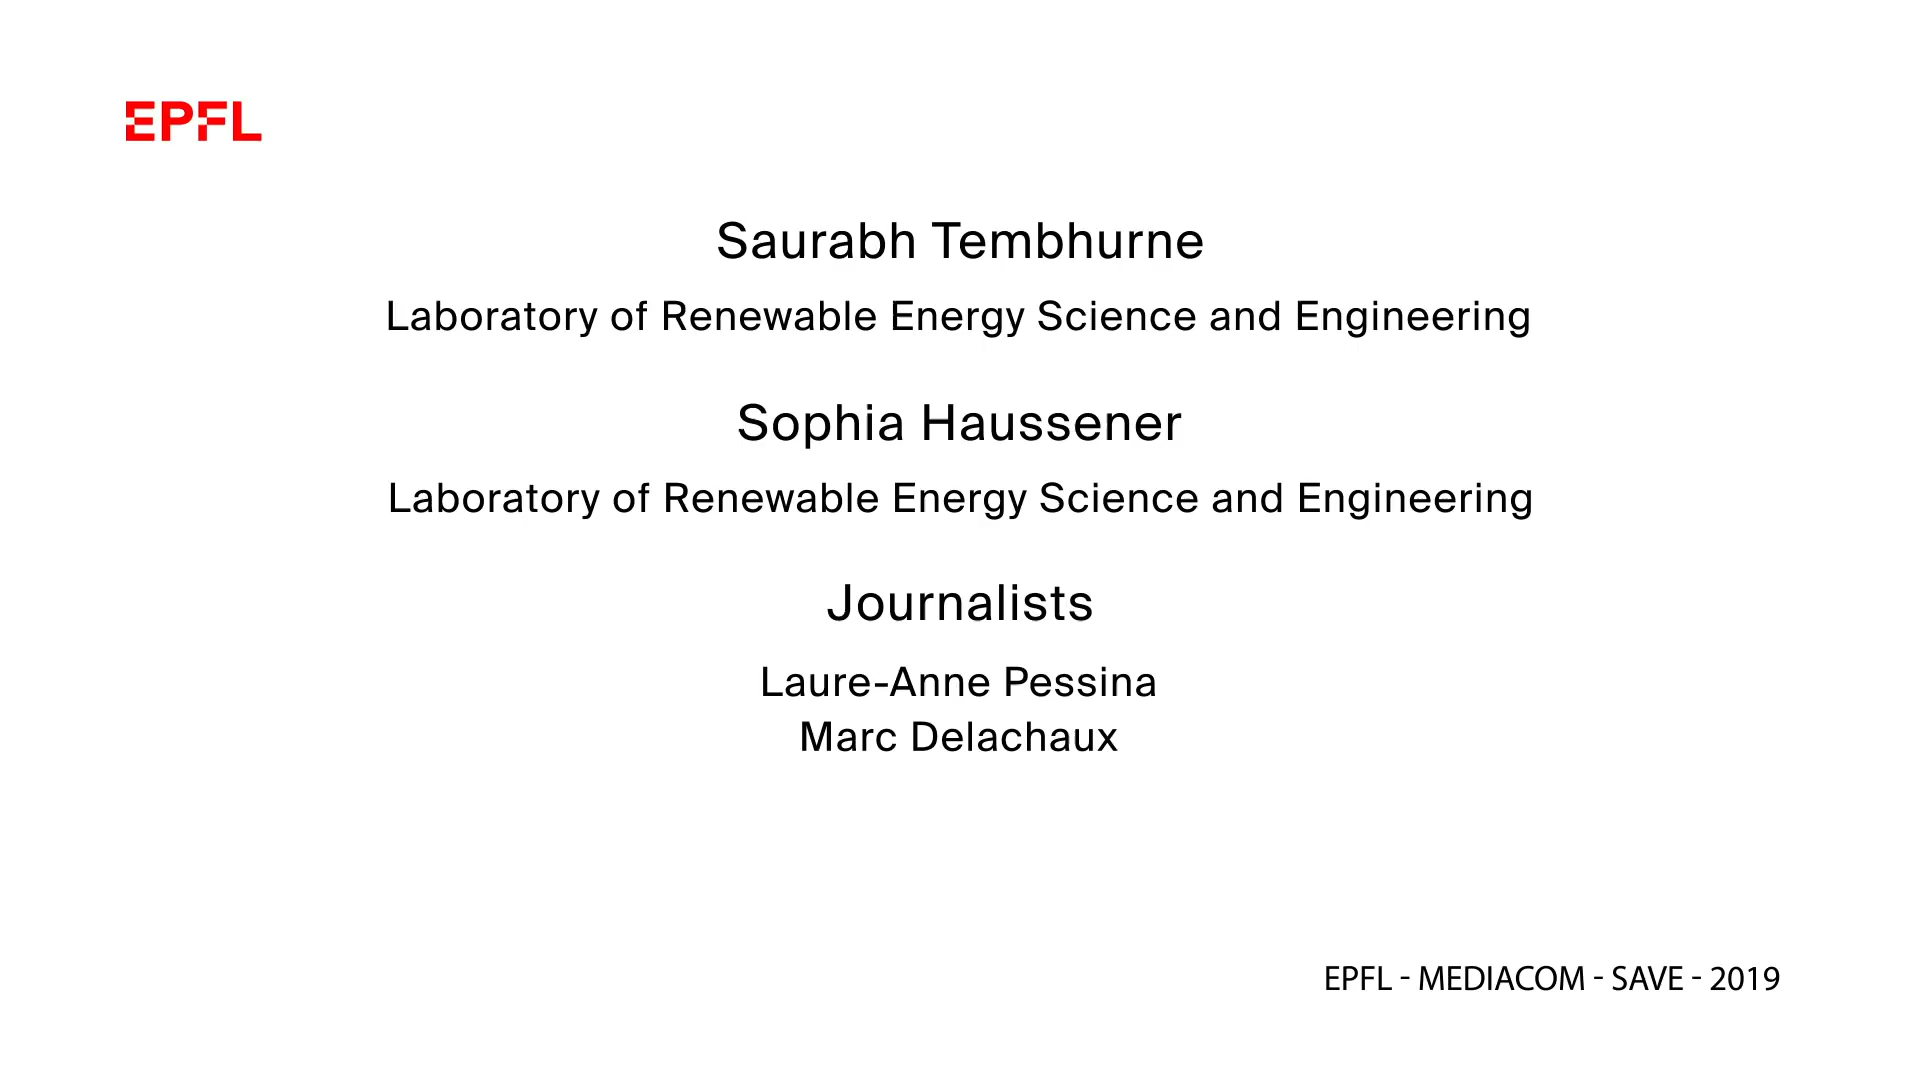 EPFL
Saurabh Tembhurne
Laboratory of Renewable Energy Science and Engineering
Sophia Haussener
Laboratory of Renewable Energy Science and Engineering
Journalists
Laure-Anne Pessina
Marc Delachaux
EPFL - MEDIACOM - SAVE - 2019